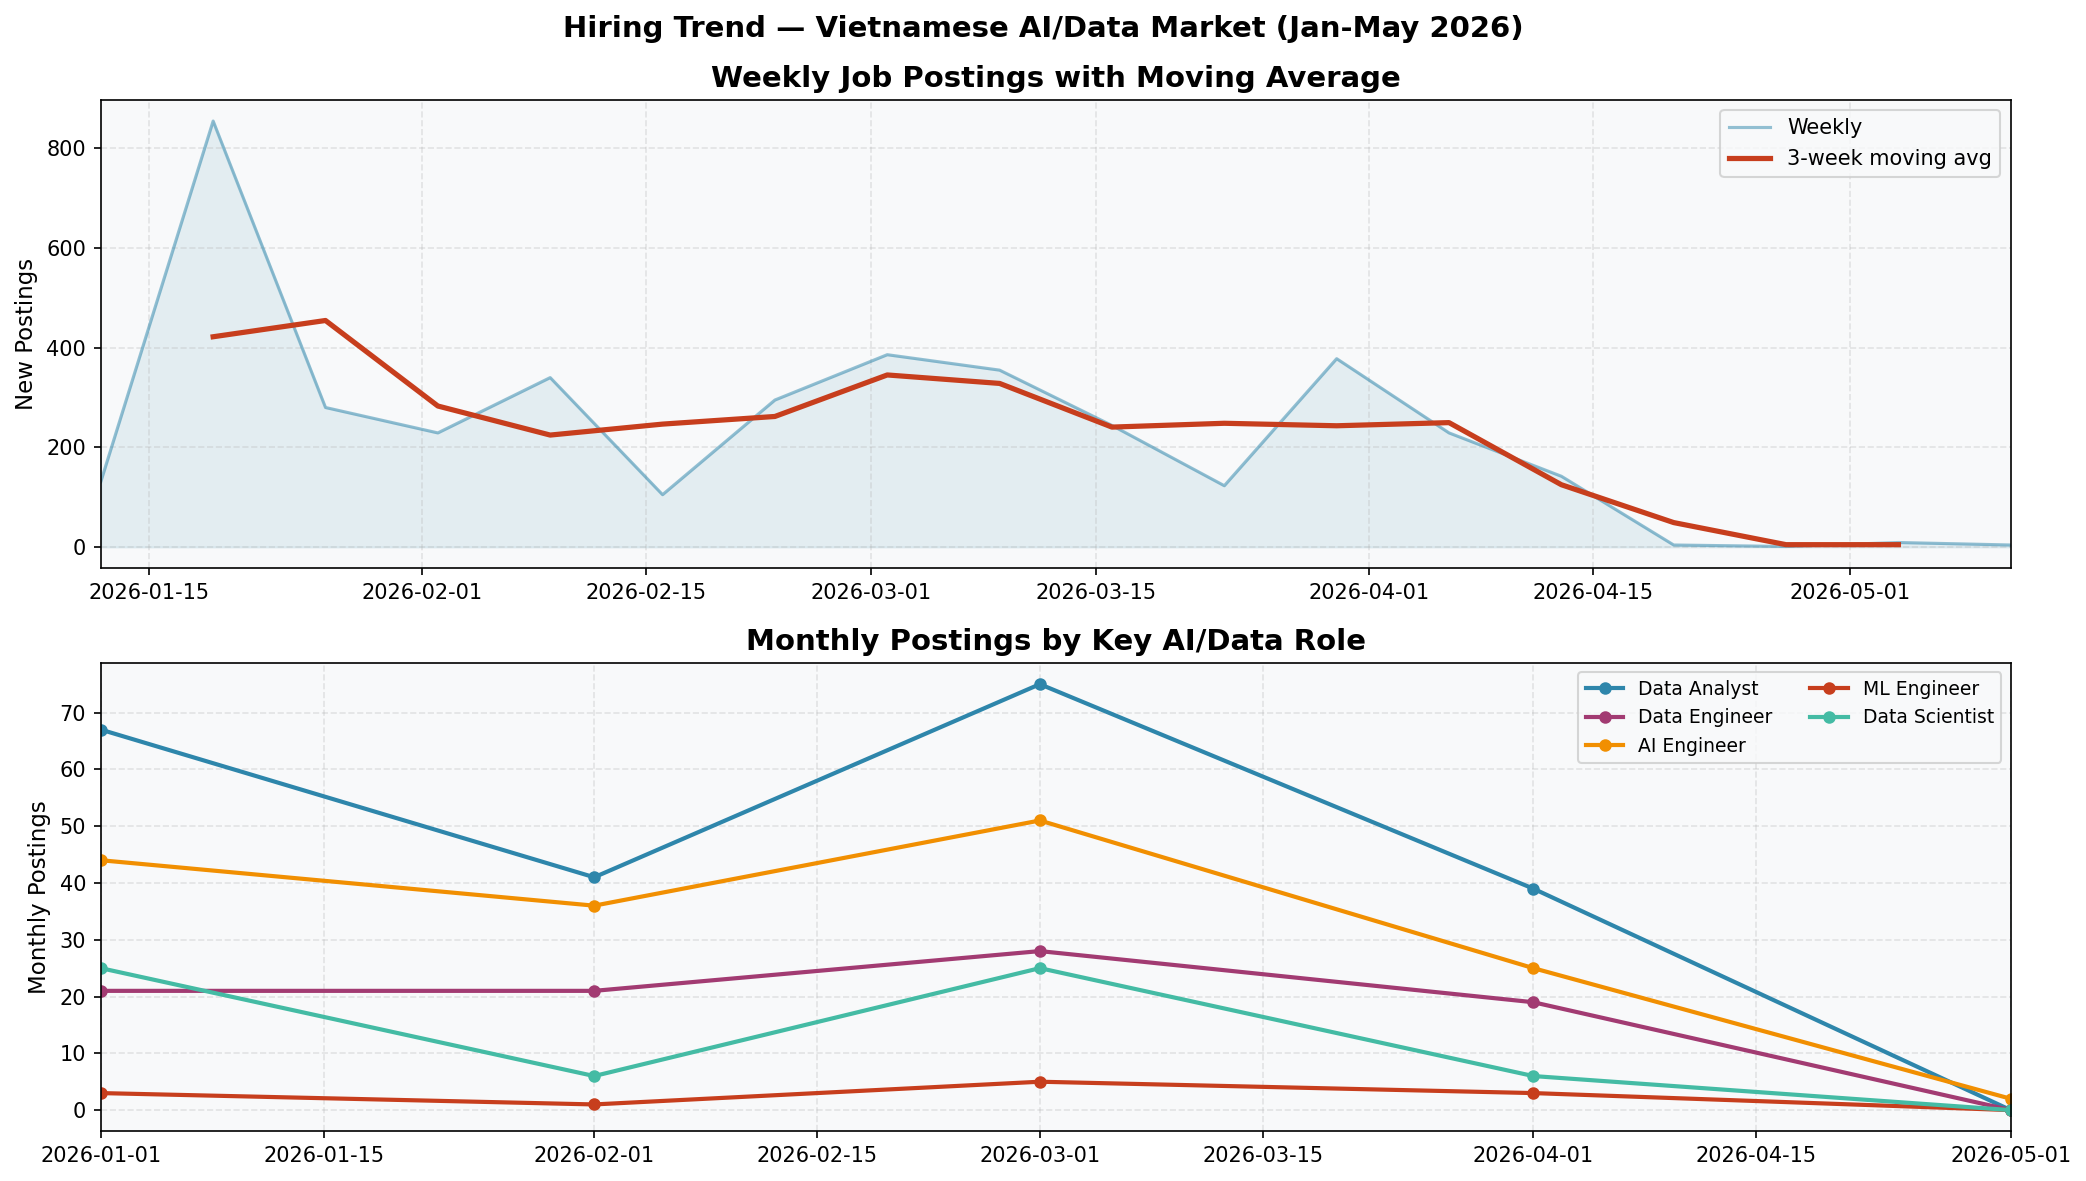 Hiring Trend — Vietnamese AI/Data Market (Jan-May 2026)
Weekly Job Postings with Moving Average
New Postings
800
600
400
200
0
Weekly
3-week moving avg
2026-01-15 2026-02-01 2026-02-15 2026-03-01 2026-03-15 2026-04-01 2026-04-15 2026-05-01
Monthly Postings by Key AI/Data Role
Monthly Postings
70
60
50
40
30
20
10
0
Data Analyst
Data Engineer
AI Engineer
ML Engineer
Data Scientist
2026-01-01 2026-01-15 2026-02-01 2026-02-15 2026-03-01 2026-03-15 2026-04-01 2026-04-15 2026-05-01